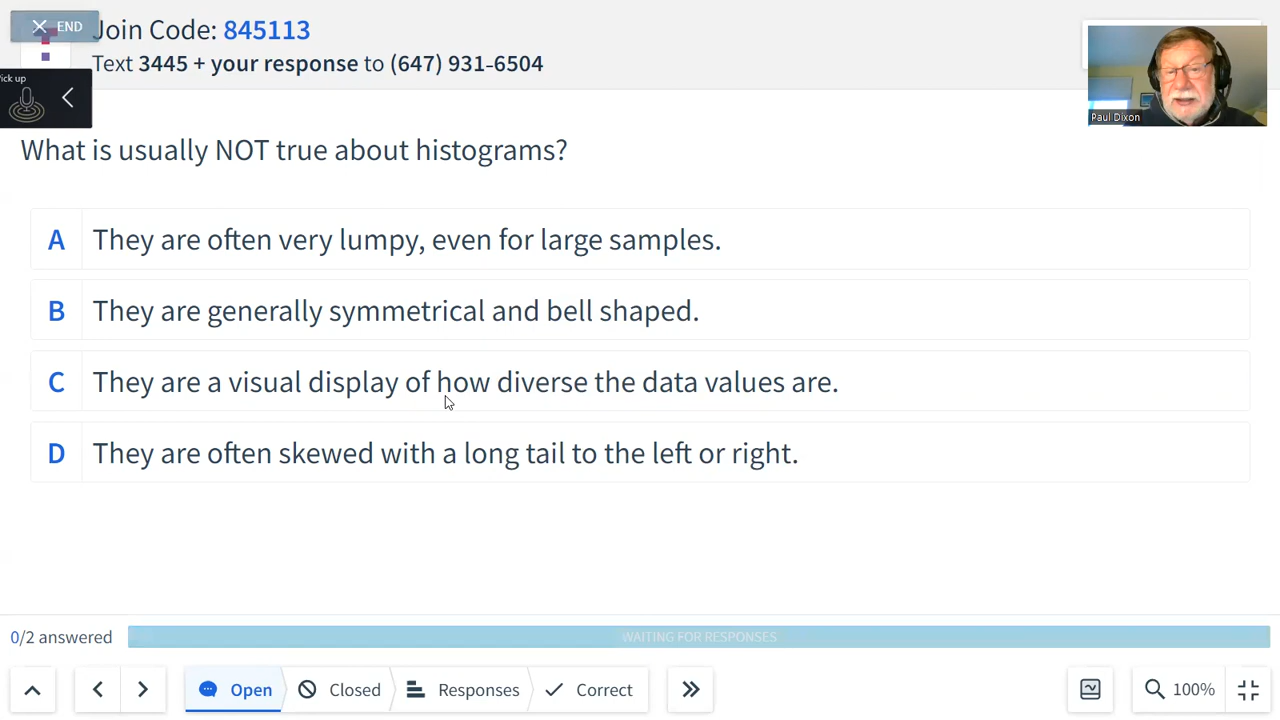 END
Join Code: 845113
Text 3445 + your response to (647) 931-6504
ick up
Paul Dixon
What is usually NOT true about histograms?
A They are often very lumpy, even for large samples.
B They are generally symmetrical and bell shaped.
C They are a visual display of how diverse the data values are.
D They are often skewed with a long tail to the left or right.
0/2 answered
WAITING FOR RESPONSES
Open
Closed
Responses
Correct
100%